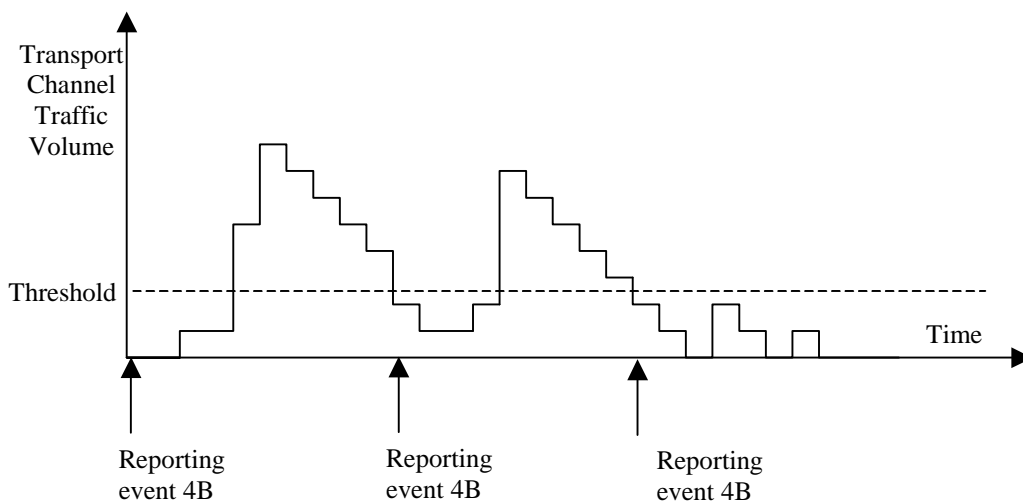 Transport
Channel
Traffic
Volume
Threshold
Time
Reporting
event 4B
Reporting
event 4B
Reporting
event 4B